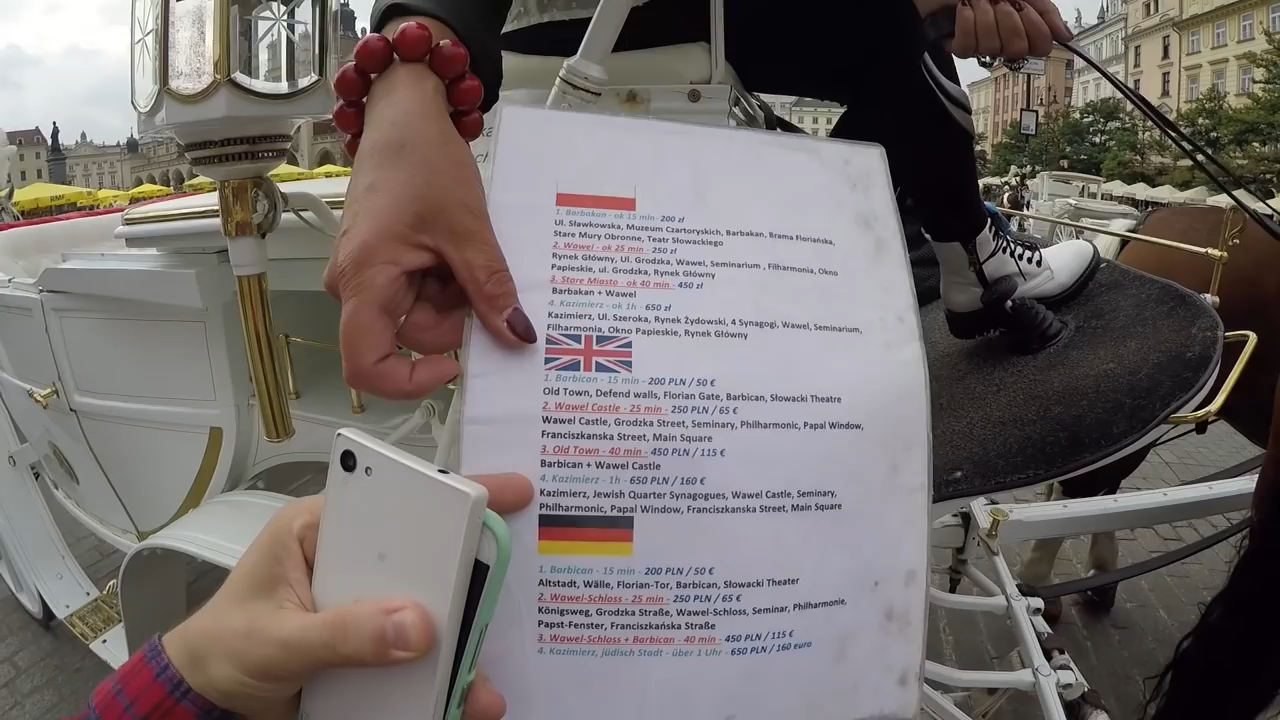 RMF
1. Barbakan - ok 15 min - 200 zł
Ul. Sławkowska, Muzeum Czartoryskich, Barbakan, Brama Floriańska,
Stare Mury Obronne, Teatr Słowackiego
2. Wawel - ok 25 min - 250 zł
Rynek Główny, Ul. Grodzka, Wawel, Seminarium , Filharmonia, Okno
Papieskie, ul. Grodzka, Rynek Główny
3. Stare Miasto - ok 40 min - 450 zł
Barbakan + Wawel
4. Kazimierz - ok 1h - 650 zł
Kazimierz, Ul. Szeroka, Rynek Żydowski, 4 Synagogi, Wawel, Seminarium,
Filharmonia, Okno Papieskie, Rynek Główny
1. Barbican - 15 min - 200 PLN / 50 €
Old Town, Defend walls, Florian Gate, Barbican, Słowacki Theatre
2. Wawel Castle - 25 min - 250 PLN / 65 €
Wawel Castle, Grodzka Street, Seminary, Philharmonic, Papal Window,
Franciszkanska Street, Main Square
3. Old Town - 40 min - 450 PLN / 115 €
Barbican + Wawel Castle
4. Kazimierz - 1h - 650 PLN / 160 €
Kazimierz, Jewish Quarter Synagogues, Wawel Castle, Seminary,
Philharmonic, Papal Window, Franciszkanska Street, Main Square
1. Barbican - 15 min - 200 PLN / 50 €
Altstadt, Wälle, Florian-Tor, Barbican, Słowacki Theater
2. Wawel-Schloss - 25 min - 250 PLN / 65 €
Königsweg, Grodzka Straße, Wawel-Schloss, Seminar, Philharmonie,
Papst-Fenster, Franciszkańska Straße
3. Wawel-Schloss + Barbican - 40 min - 450 PLN / 115 €
4. Kazimierz, jüdisch Stadt - über 1 Uhr - 650 PLN / 160 euro